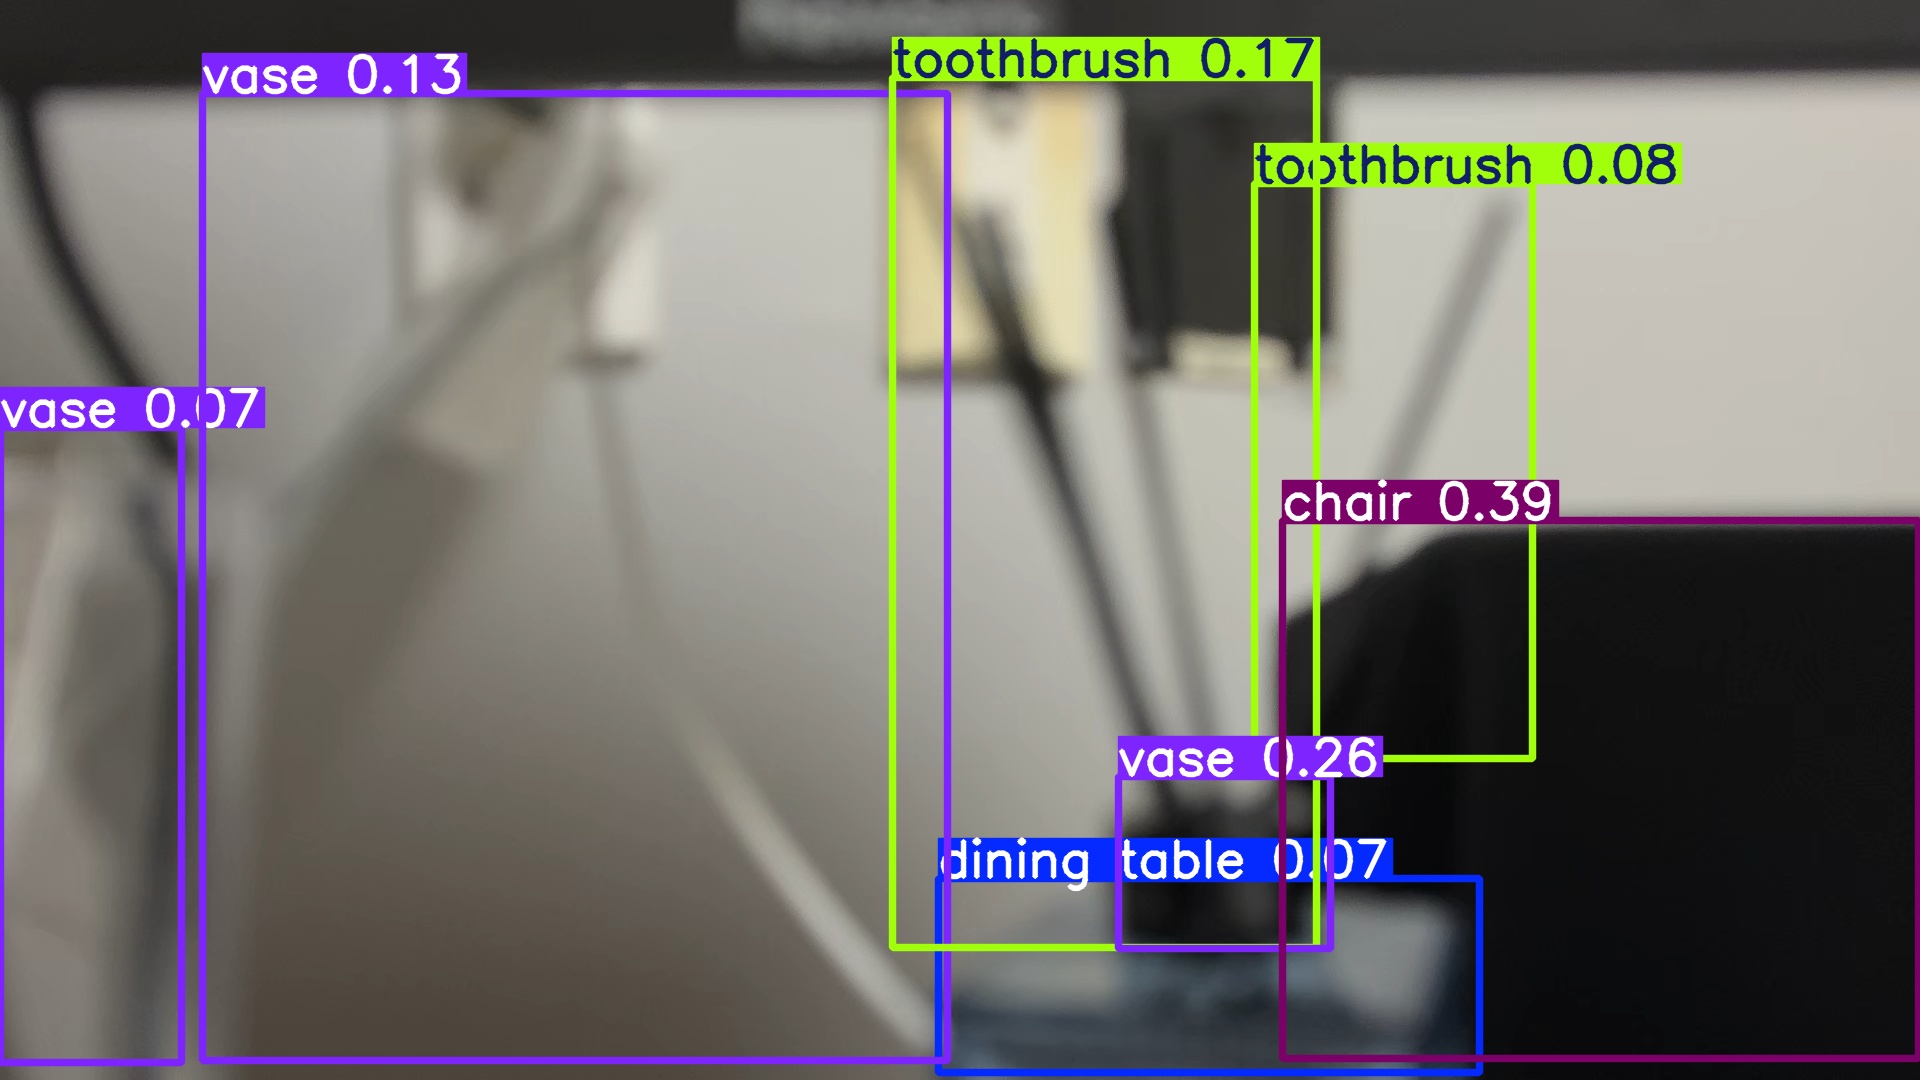 toothbrush 0.17
vase 0.13
toothbrush 0.08
vase 0.07
chair 0.39
vase 0.26
dining table 0.07